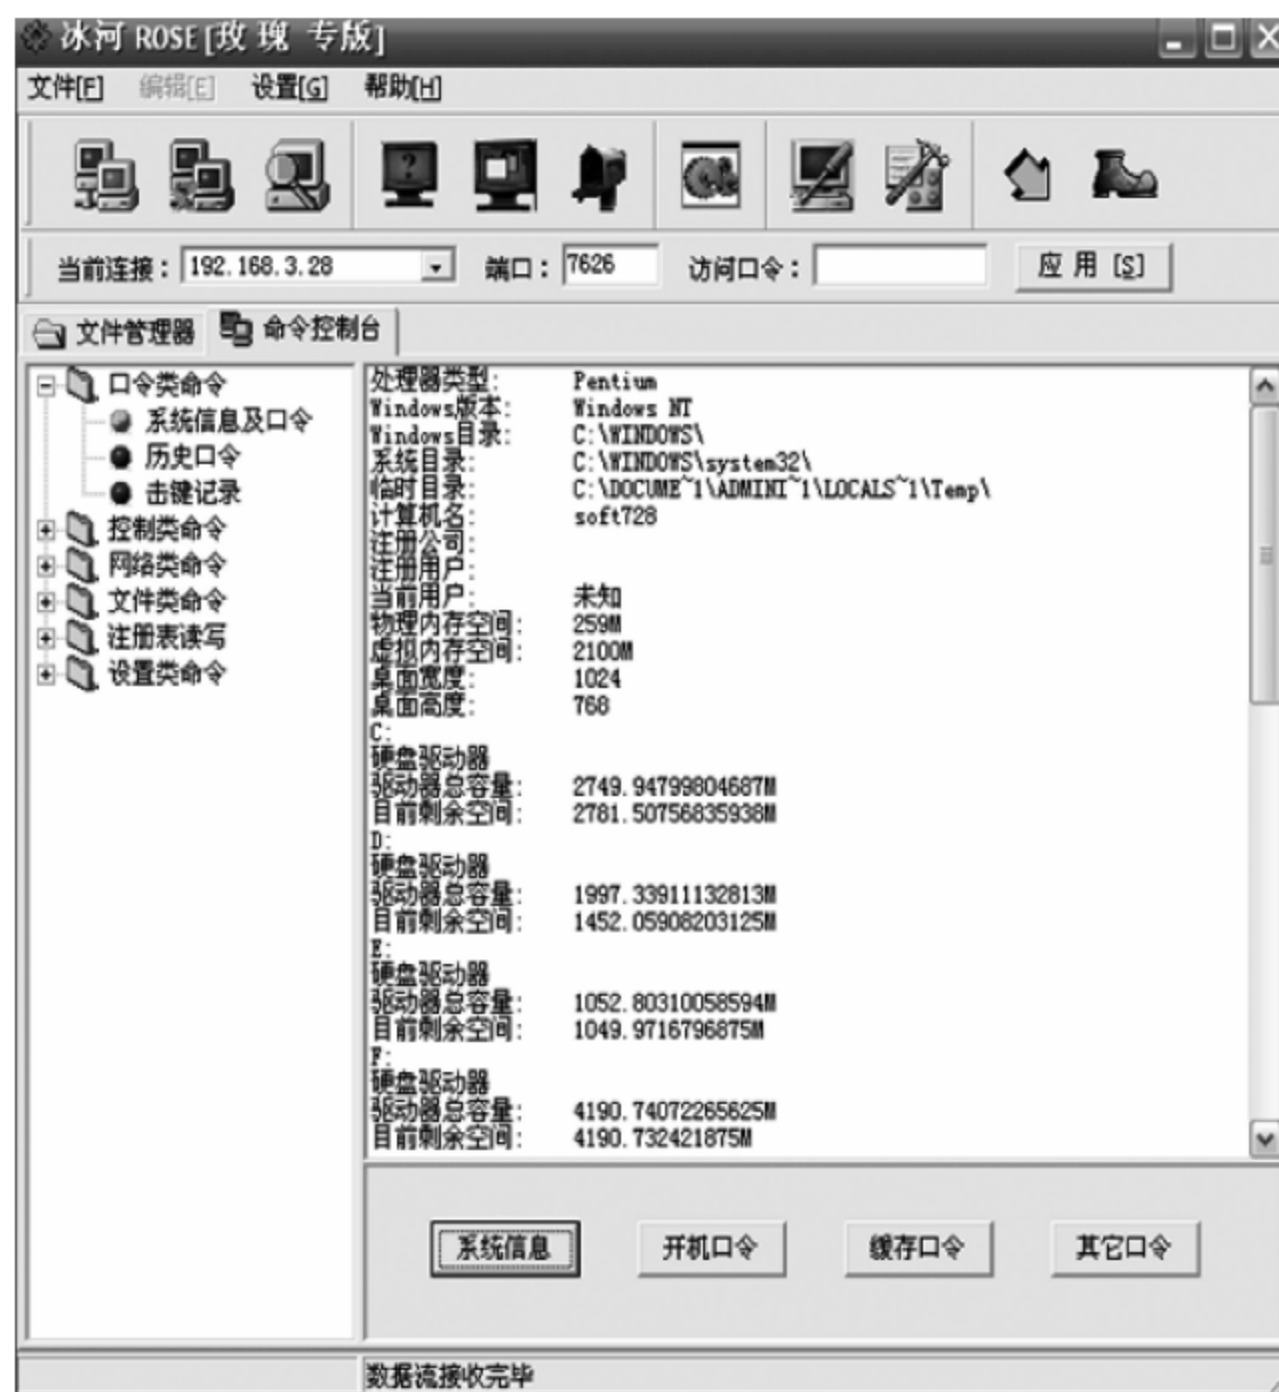 冰河 ROSE [玫 瑰 专版]
文件[F] 编辑[E] 设置[G] 帮助[H]
当前连接: 192.168.3.28 端口: 7626 访问口令: 应 用 [S]
文件管理器 命令控制台
口令类命令
系统信息及口令
历史口令
击键记录
控制类命令
网络类命令
文件类命令
注册表读写
设置类命令
处理器类型: Pentium
Windows版本: Windows NT
Windows目录: C:\WINDOWS\
系统目录: C:\WINDOWS\system32\
临时目录: C:\DOCUME~1\ADMINI~1\LOCALS~1\Temp\
计算机名: soft728
注册公司:
注册用户:
当前用户: 未知
物理内存空间: 259M
虚拟内存空间: 2100M
桌面宽度: 1024
桌面高度: 768
C:
硬盘驱动器
驱动器总容量: 2749.94799804687M
目前剩余空间: 2781.50756835938M
D:
硬盘驱动器
驱动器总容量: 1997.33911132813M
目前剩余空间: 1452.05908203125M
E:
硬盘驱动器
驱动器总容量: 1052.80310058594M
目前剩余空间: 1049.9716796875M
F:
硬盘驱动器
驱动器总容量: 4190.74072265625M
目前剩余空间: 4190.732421875M
系统信息 开机口令 缓存口令 其它口令
数据流接收完毕